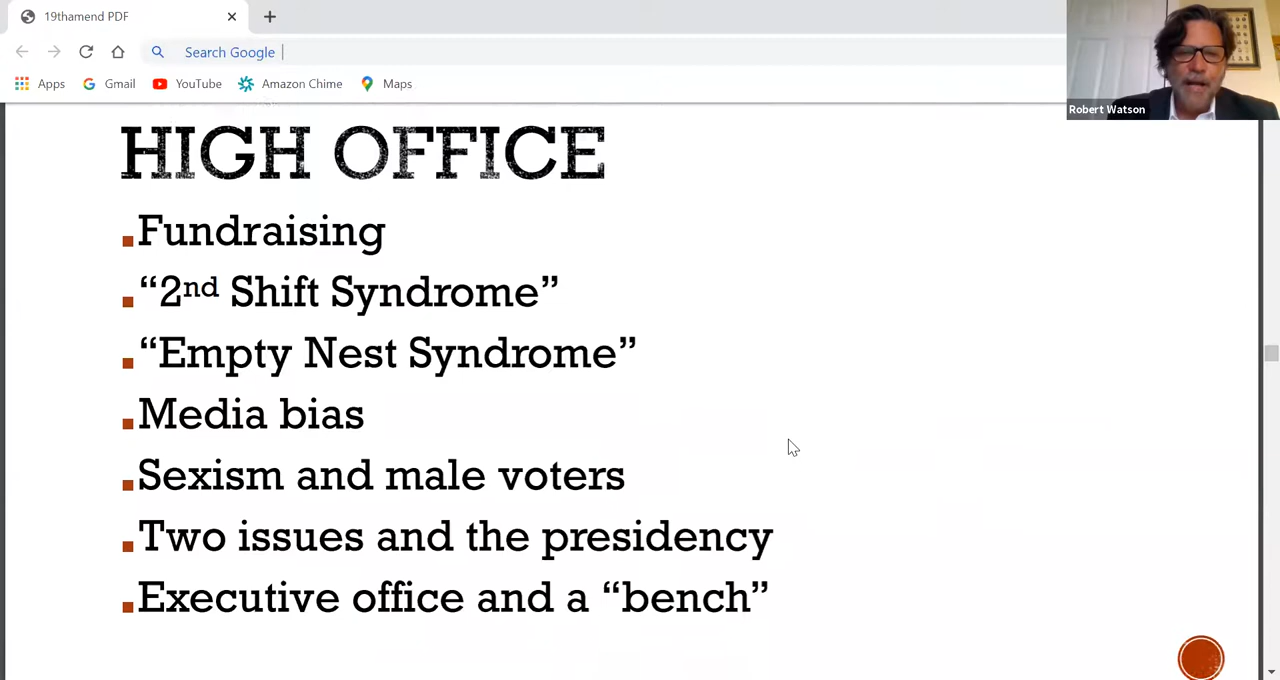 19thamend PDF
Search Google
Apps Gmail YouTube Amazon Chime Maps
Robert Watson
HIGH OFFICE
Fundraising
“2nd Shift Syndrome”
“Empty Nest Syndrome”
Media bias
Sexism and male voters
Two issues and the presidency
Executive office and a “bench”